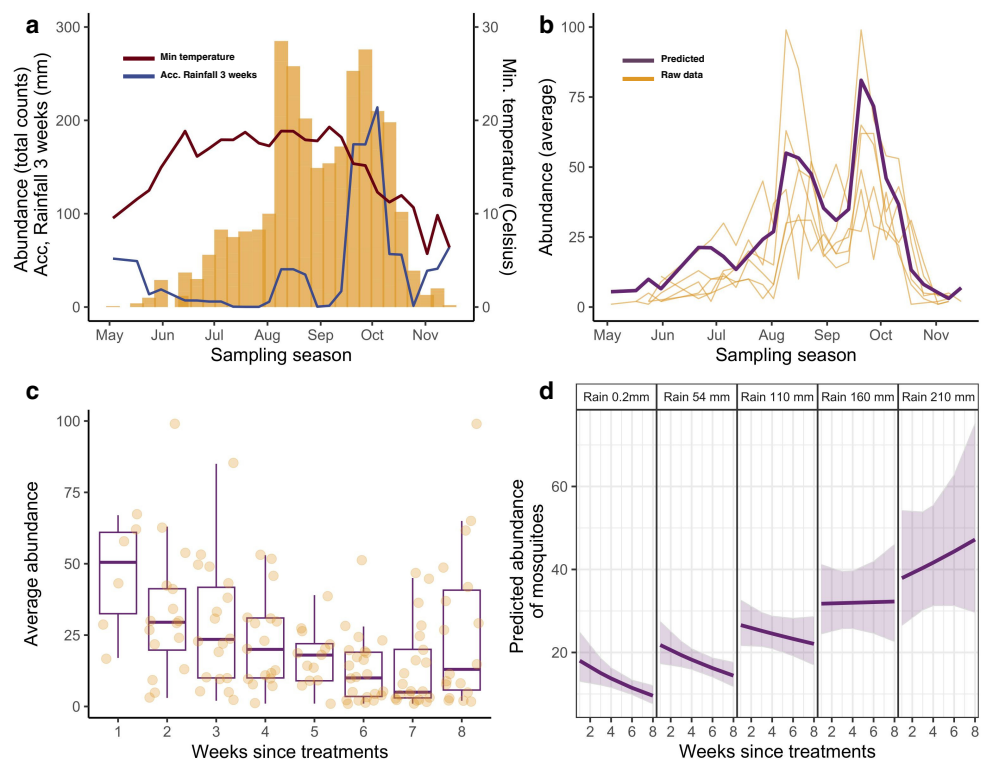 a
300
200
100
0
Abundance (total counts)
Acc, Rainfall 3 weeks (mm)
Min temperature
Acc. Rainfall 3 weeks
30
20
10
0
Min. temperature (Celsius)
May Jun Jul Aug Sep Oct Nov
Sampling season
b
100
75
50
25
0
Abundance (average)
Predicted
Raw data
May Jun Jul Aug Sep Oct Nov
Sampling season
c
100
75
50
25
0
Average abundance
1 2 3 4 5 6 7 8
Weeks since treatments
d
Rain 0.2mm Rain 54 mm Rain 110 mm Rain 160 mm Rain 210 mm
60
40
20
Predicted abundance
of mosquitoes
2 4 6 8 2 4 6 8 2 4 6 8 2 4 6 8 2 4 6 8
Weeks since treatments